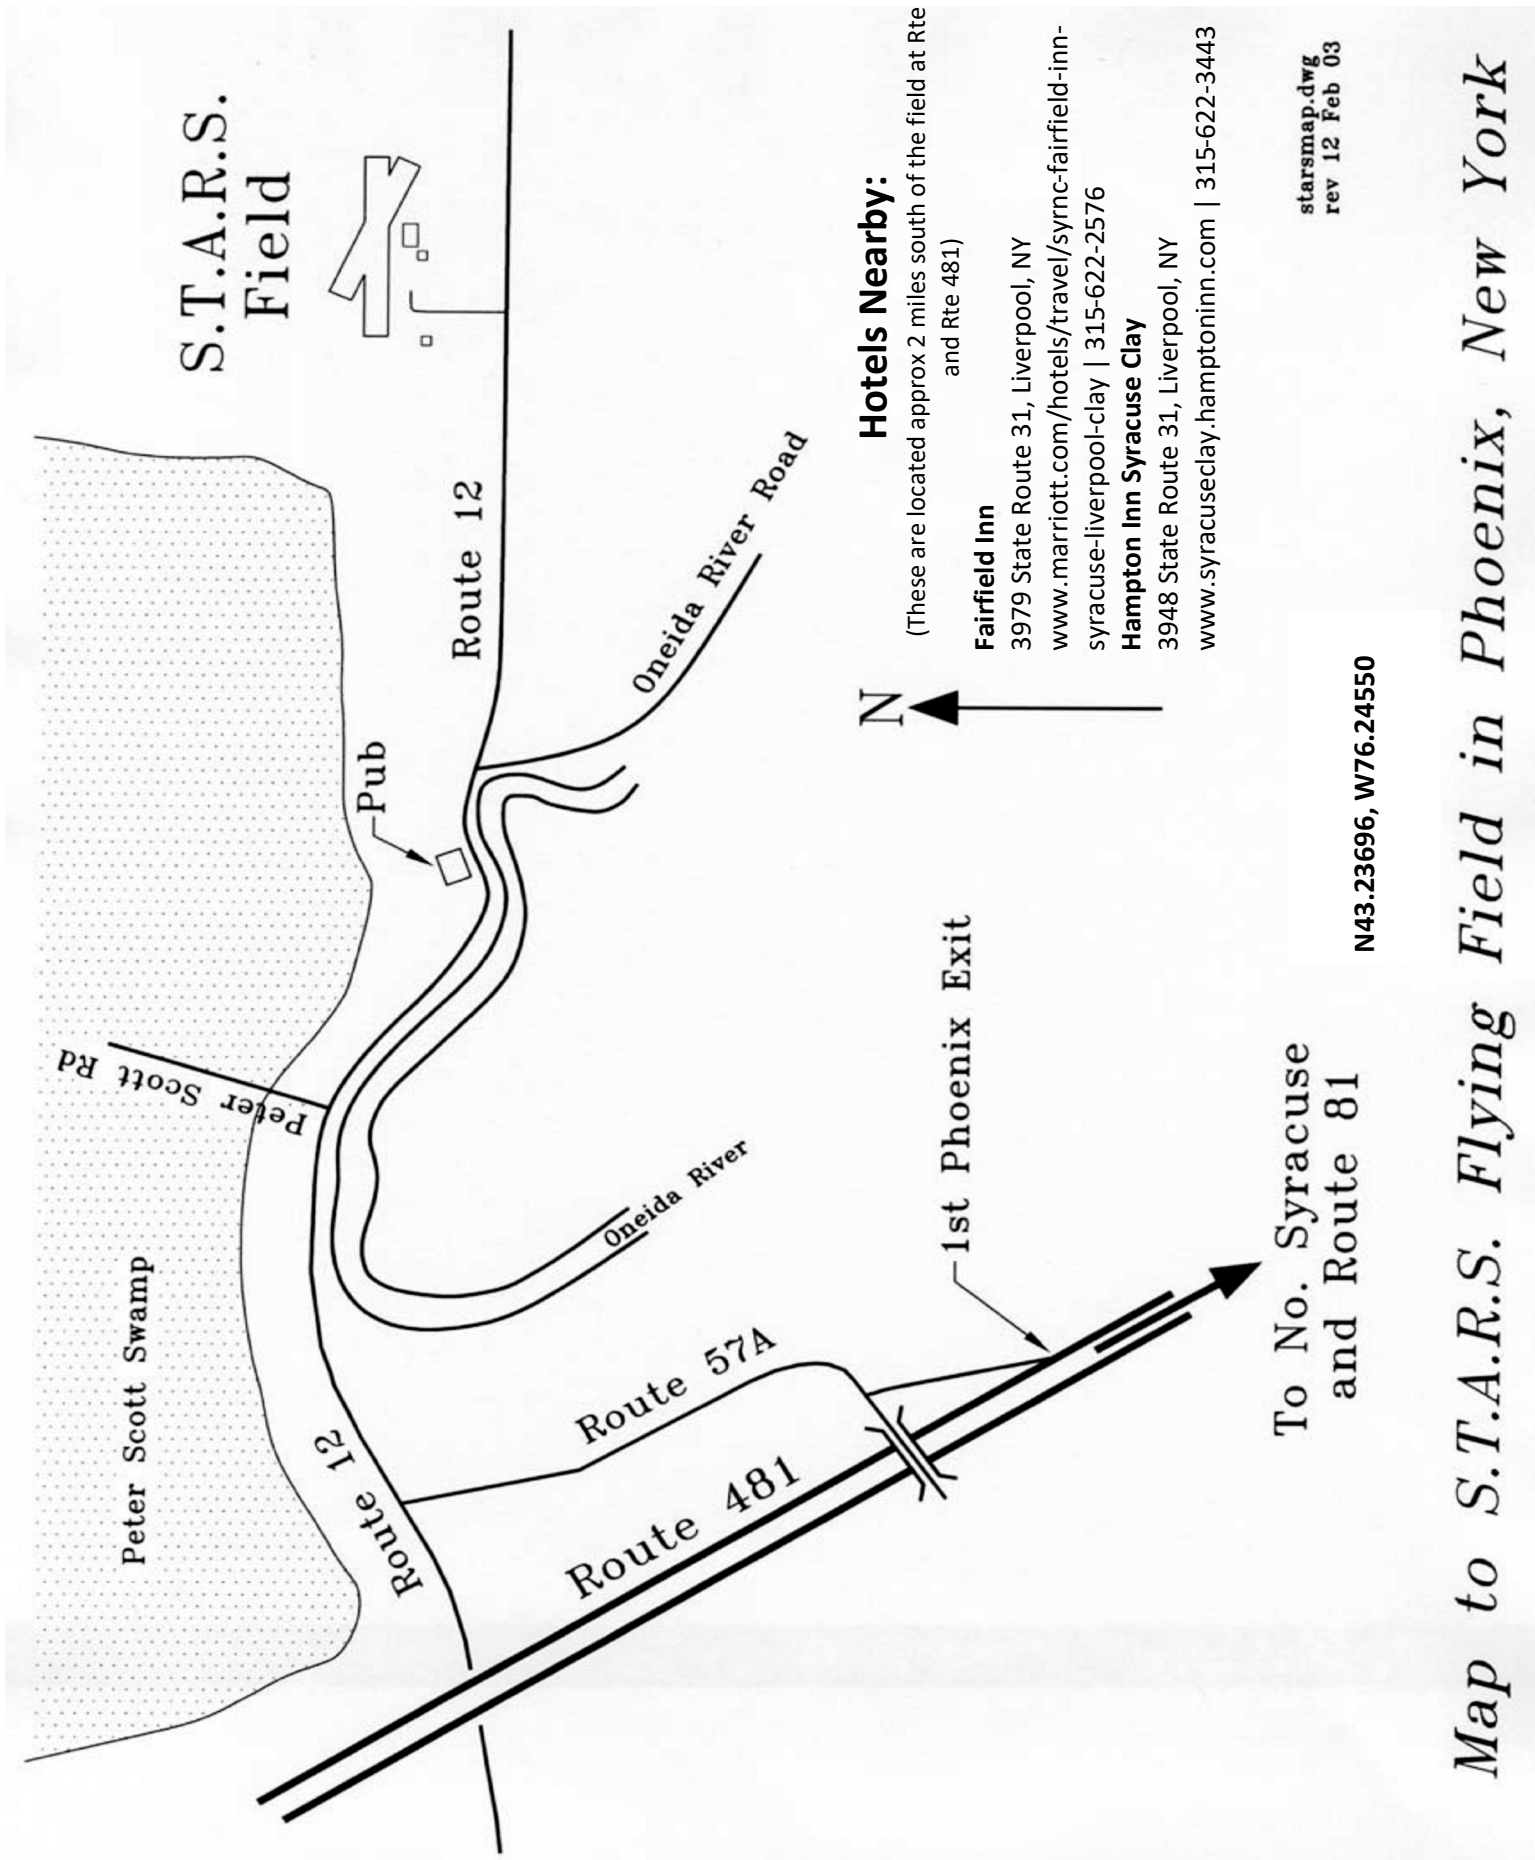 Peter Scott Swamp
Peter Scott Rd
S.T.A.R.S.
Field
Route 12
Pub
Route 12
Oneida River Road
Oneida River
Route 57A
Route 481
N
1st Phoenix Exit
To No. Syracuse
and Route 81
Hotels Nearby:
(These are located approx 2 miles south of the field at Rte
and Rte 481)
Fairfield Inn
3979 State Route 31, Liverpool, NY
www.marriott.com/hotels/travel/sync-fairfield-inn-
syracuse-liverpool-clay | 315-622-2576
Hampton Inn Syracuse Clay
3948 State Route 31, Liverpool, NY
www.syracuseclay.hamptoninn.com | 315-622-3443
N43.23696, W76.24550
starsmap.dwg
rev 12 Feb 03
Map to S.T.A.R.S. Flying Field in Phoenix, New York